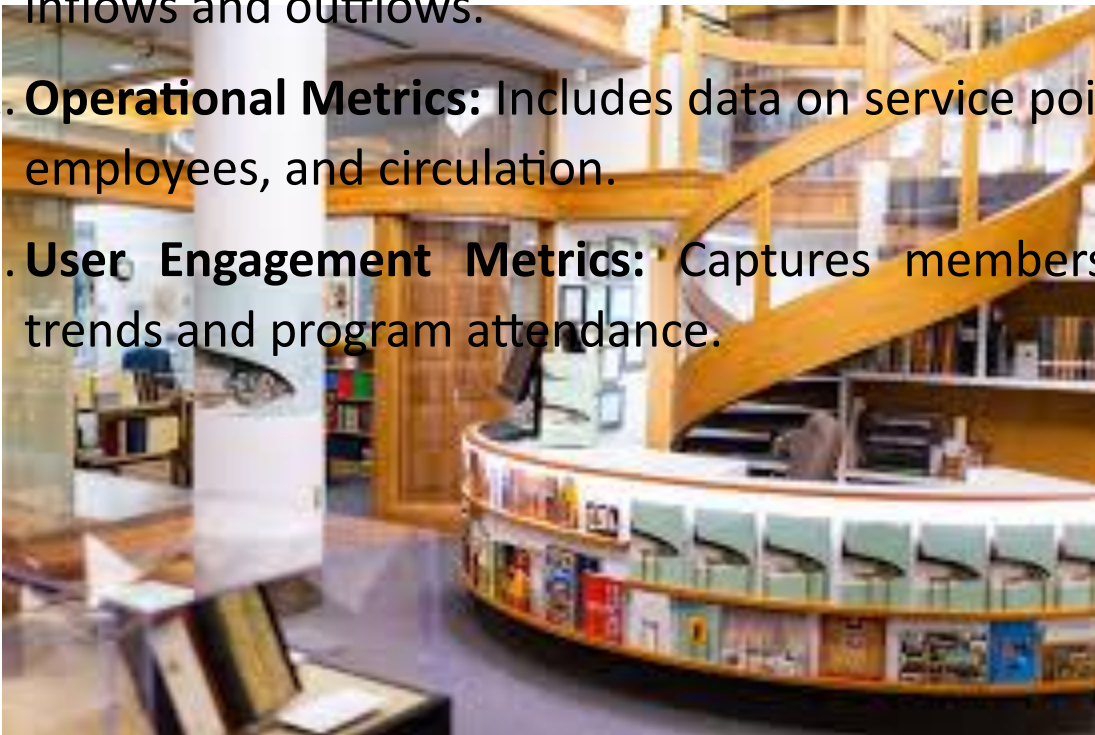 inflows and outflows.
. Operational Metrics: Includes data on service poi
employees, and circulation.
. User Engagement Metrics: Captures members
trends and program attendance.